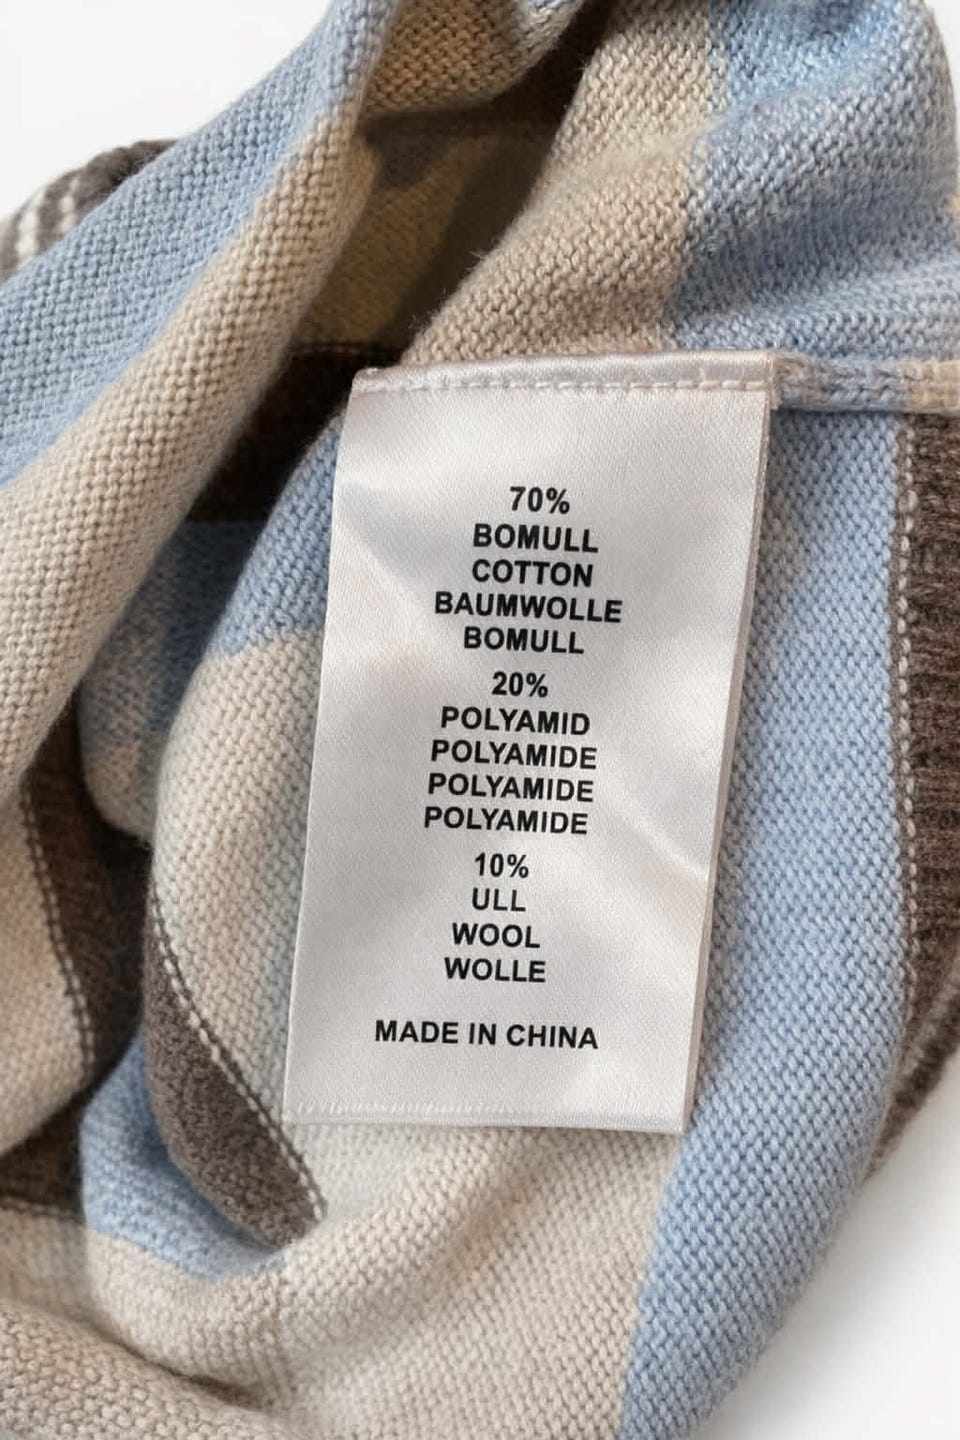 70%
BOMULL
COTTON
BAUMWOLLE
BOMULL
20%
POLYAMID
POLYAMIDE
POLYAMIDE
POLYAMIDE
10%
ULL
WOOL
WOLLE
MADE IN CHINA